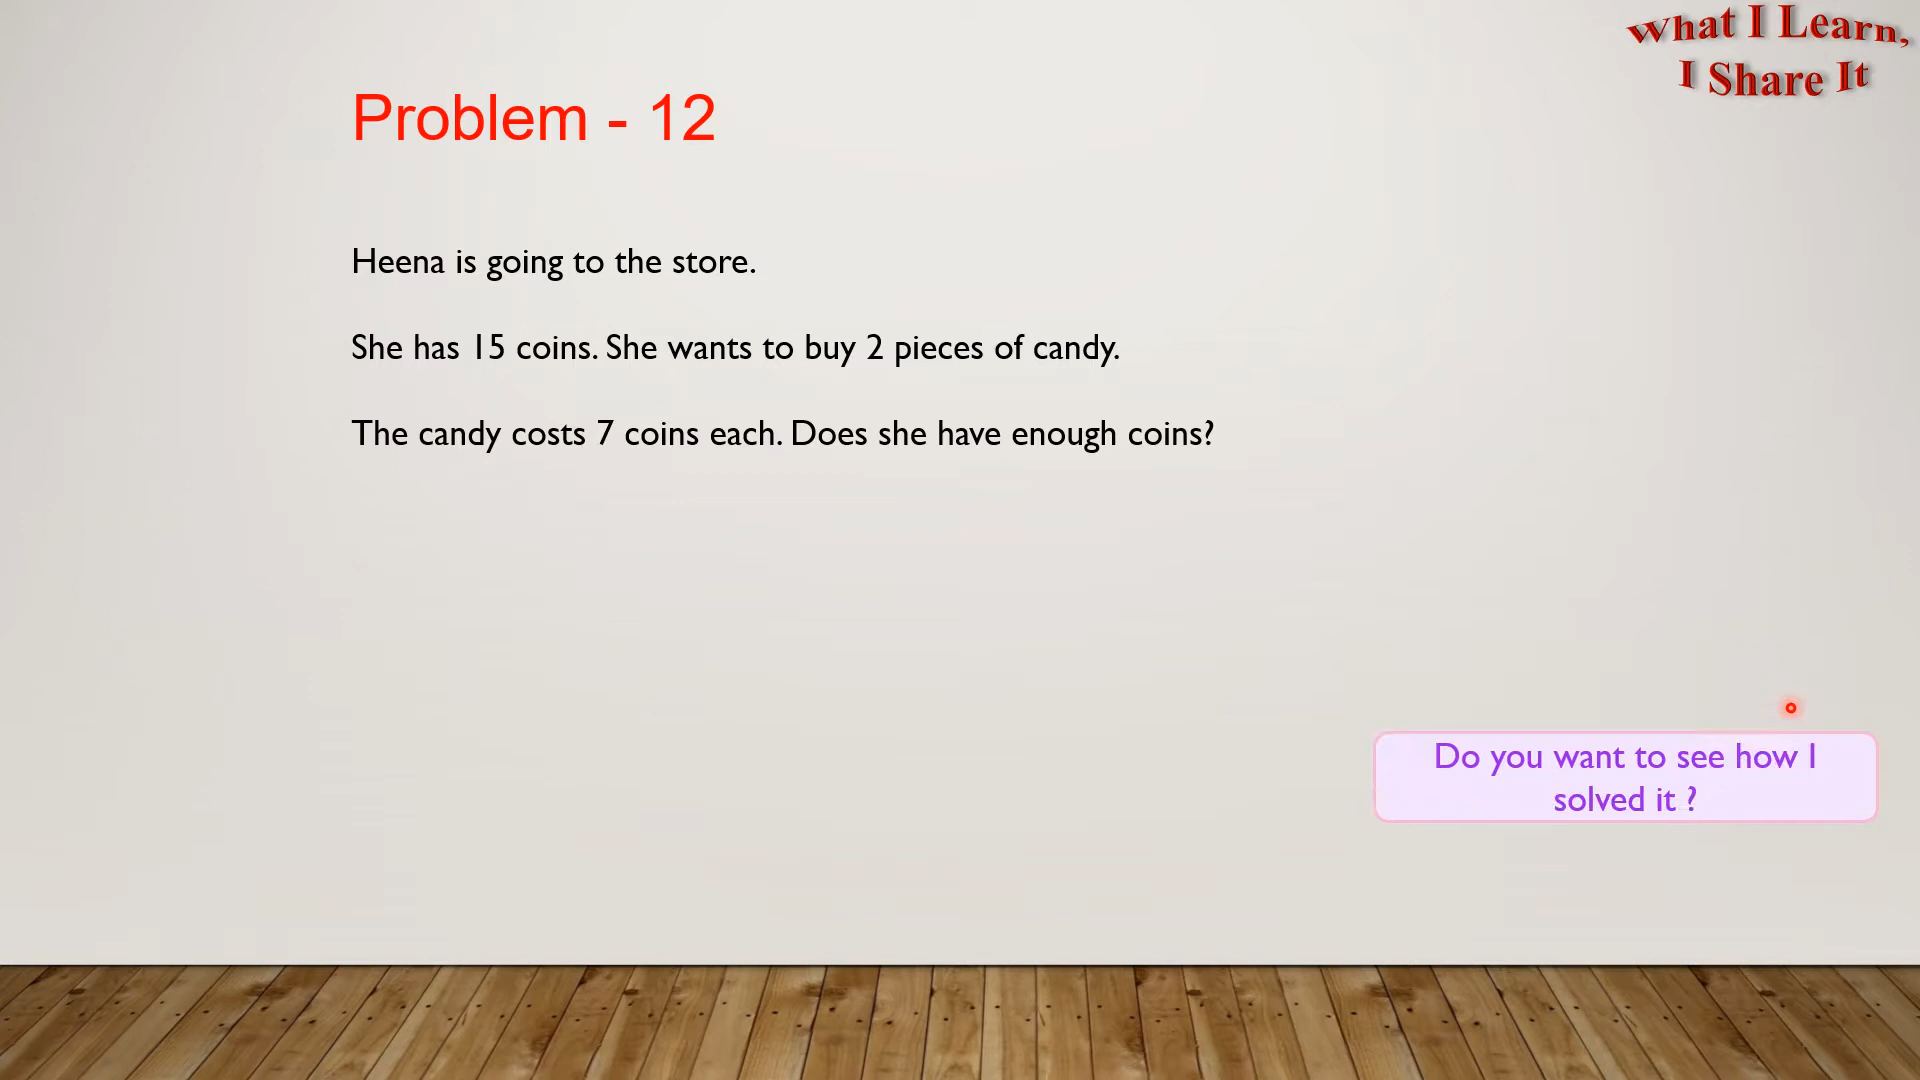 What I Learn,
I Share It
Problem - 12
Heena is going to the store.
She has 15 coins. She wants to buy 2 pieces of candy.
The candy costs 7 coins each. Does she have enough coins?
Do you want to see how I
solved it ?